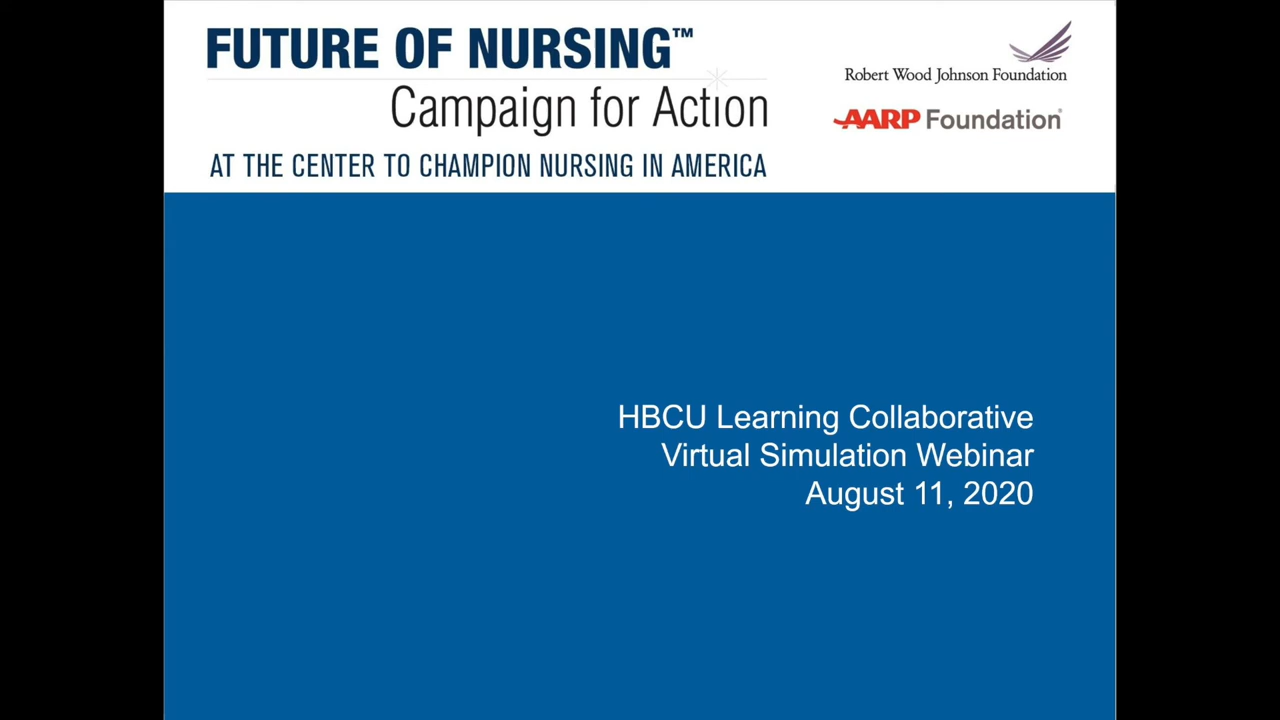 FUTURE OF NURSING™
Campaign for Action
AT THE CENTER TO CHAMPION NURSING IN AMERICA
Robert Wood Johnson Foundation
AARP Foundation®
HBCU Learning Collaborative
Virtual Simulation Webinar
August 11, 2020